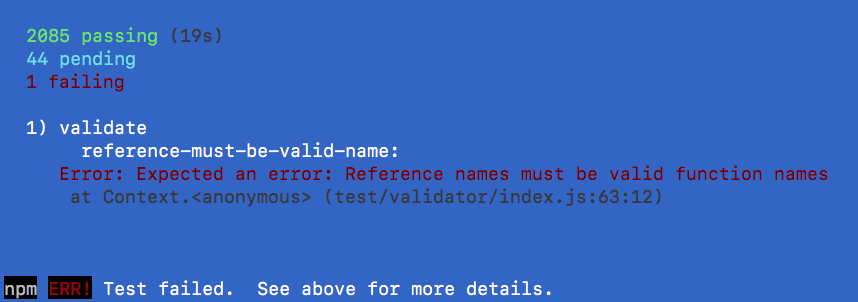 2085 passing (19s)
44 pending
1 failing
1) validate
reference-must-be-valid-name:
Error: Expected an error: Reference names must be valid function names
at Context.<anonymous> (test/validator/index.js:63:12)
npm ERR! Test failed.  See above for more details.